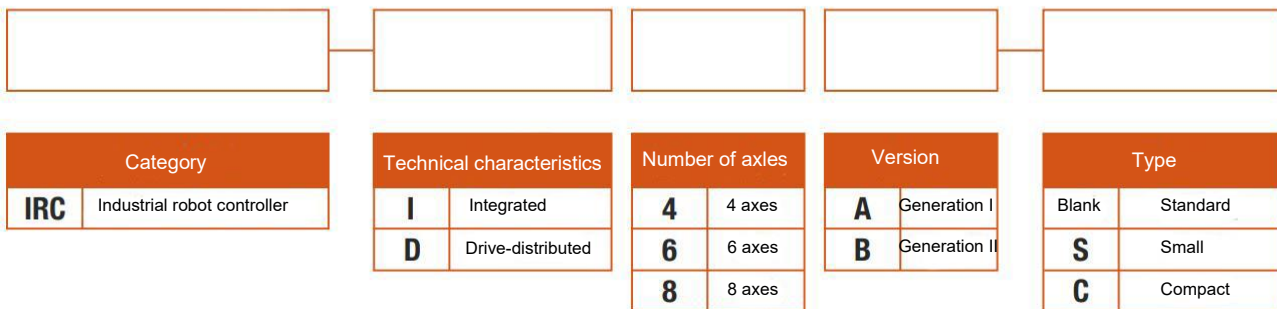 Category
Technical characteristics
Number of axles
Version
Type
IRC Industrial robot controller
I Integrated
4 4 axes
A Generation I
Blank Standard
D Drive-distributed
6 6 axes
B Generation II
S Small
8 8 axes
C Compact